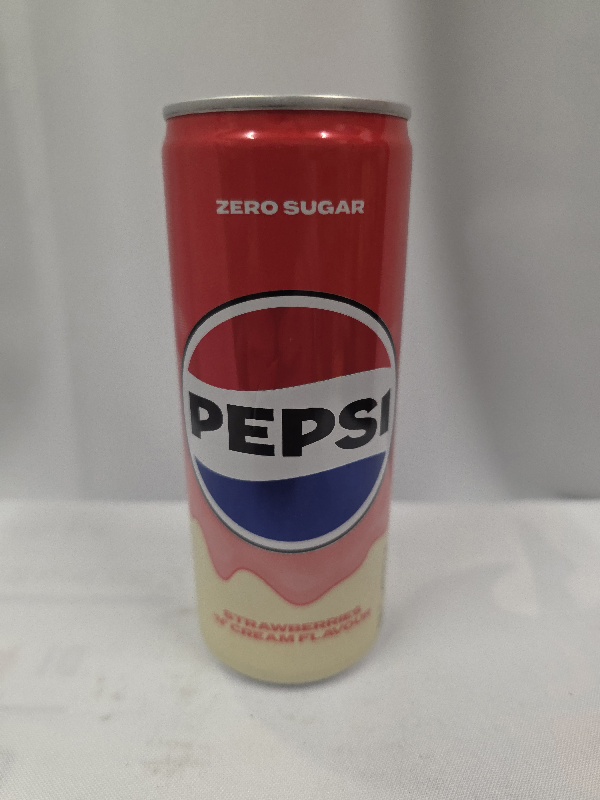 ZERO SUGAR
PEPSI
STRAWBERRIES
'N' CREAM FLAVOUR